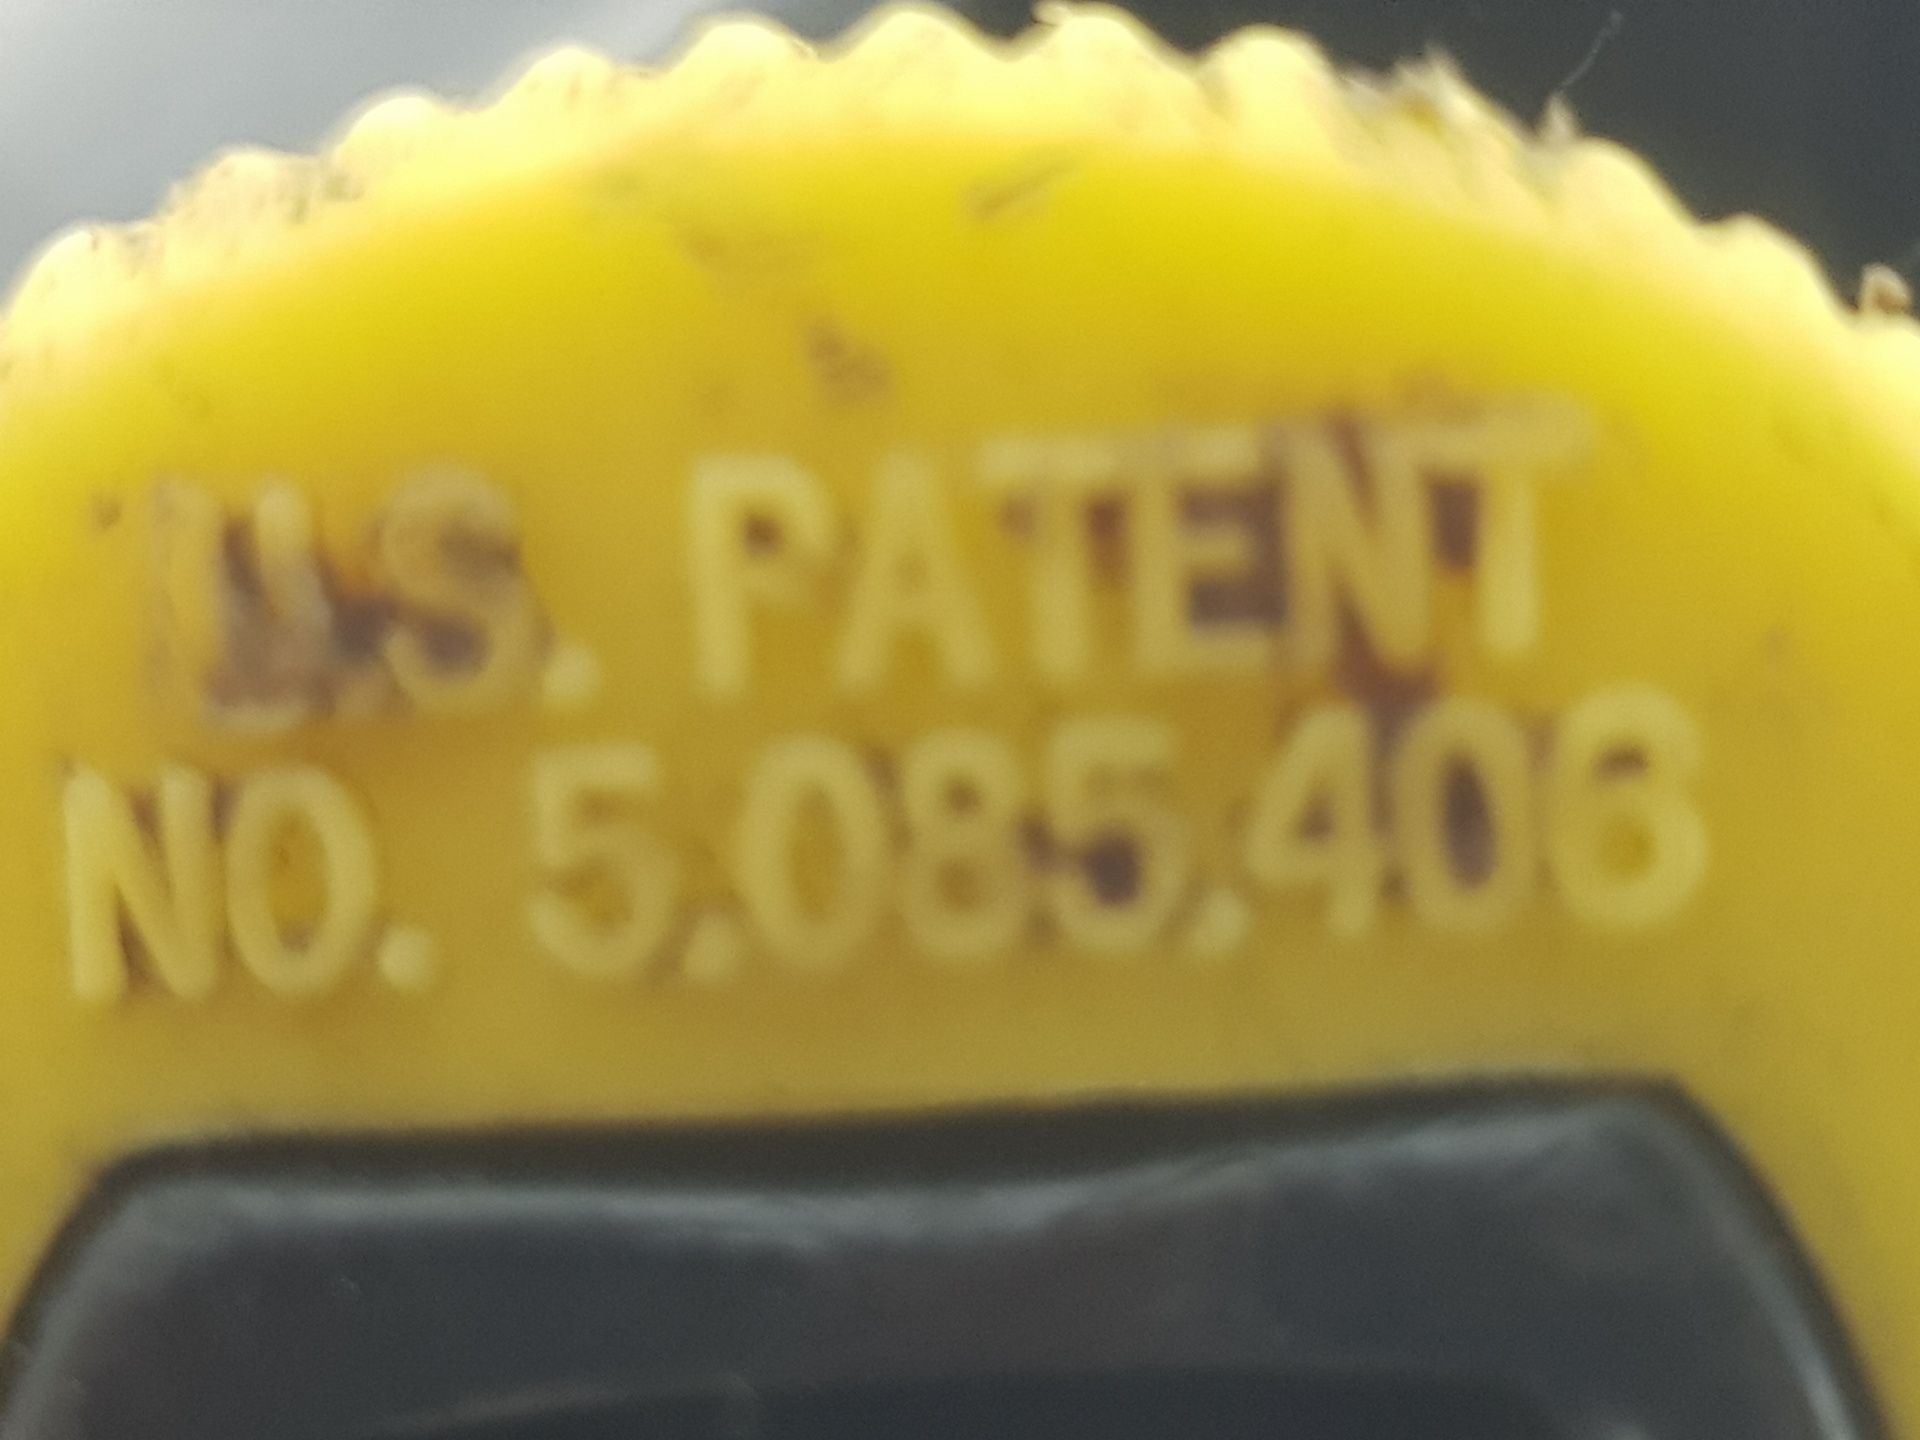 U.S. PATENT
NO. 5,085,406